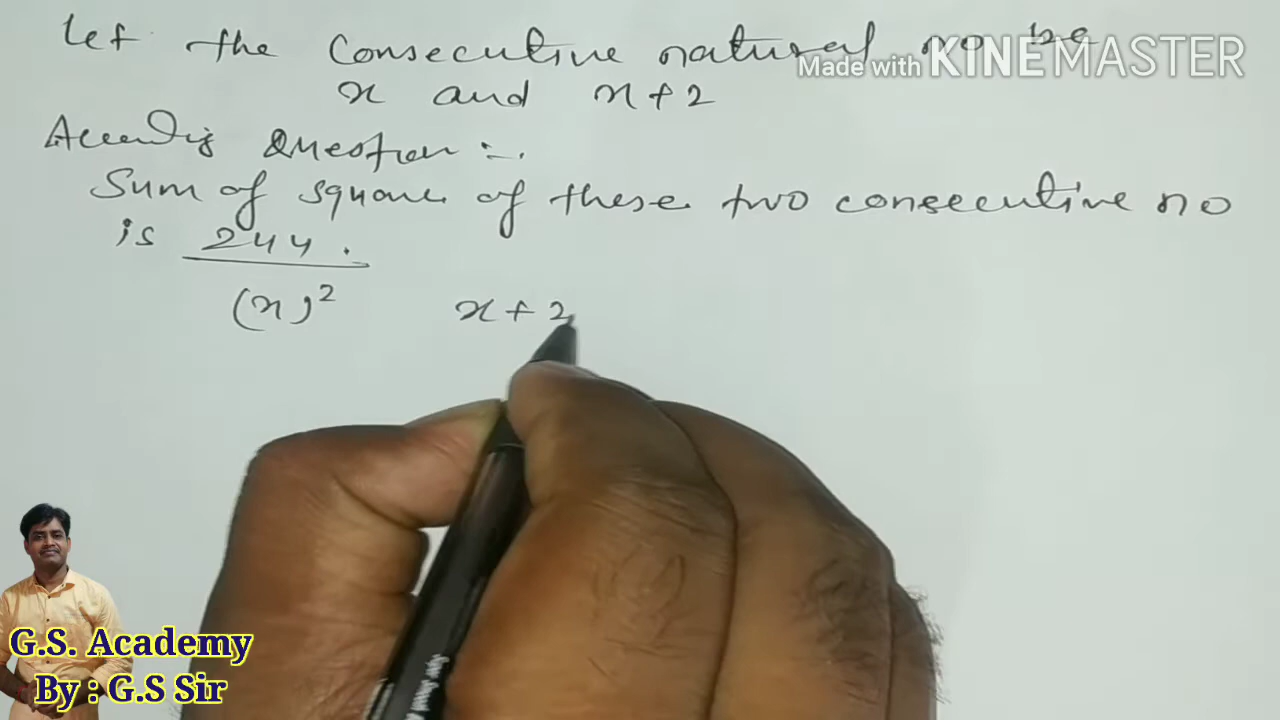 Let the Consecutive natural no be
Made with KINEMASTER
x and x+2
According Question :-
Sum of square of these two consecutive no
is 244.
(x)² x+2
G.S. Academy
By : G.S Sir